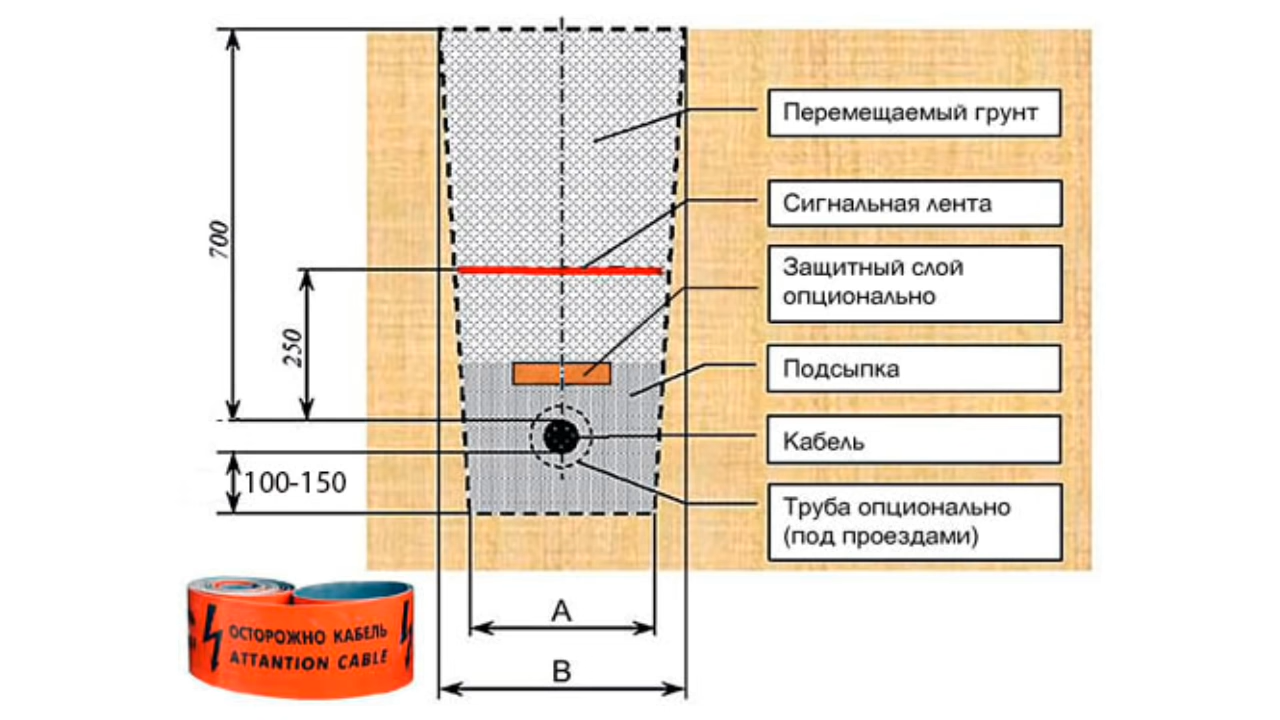 700
250
100-150
Перемещаемый грунт
Сигнальная лента
Защитный слой
опционально
Подсыпка
Кабель
Труба опционально
(под проездами)
A
B
ОСТОРОЖНО КАБЕЛЬ
ATTANTION CABLE